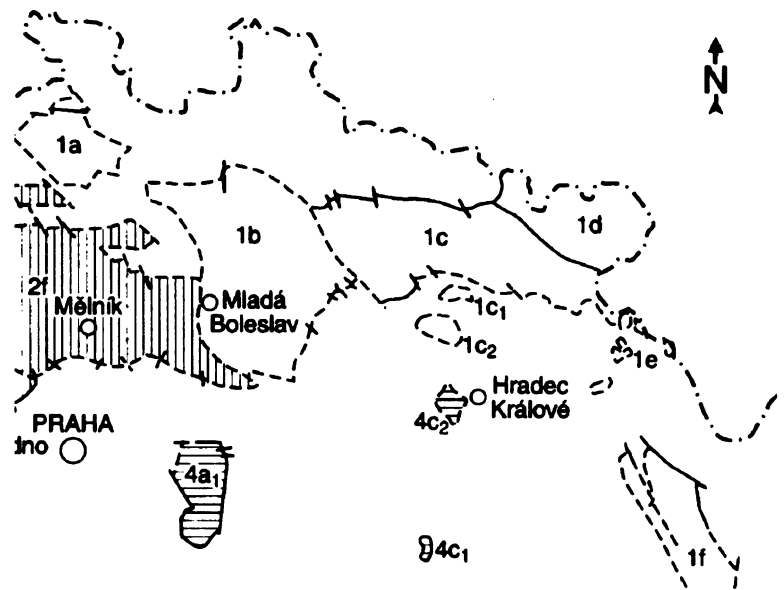 N
1a
1d
1b
1c
2f
Mělník
Mladá
Boleslav
1c₁
1c₂
1e
Hradec
Králové
4c₂
PRAHA
dno
4a₁
4c₁
1f